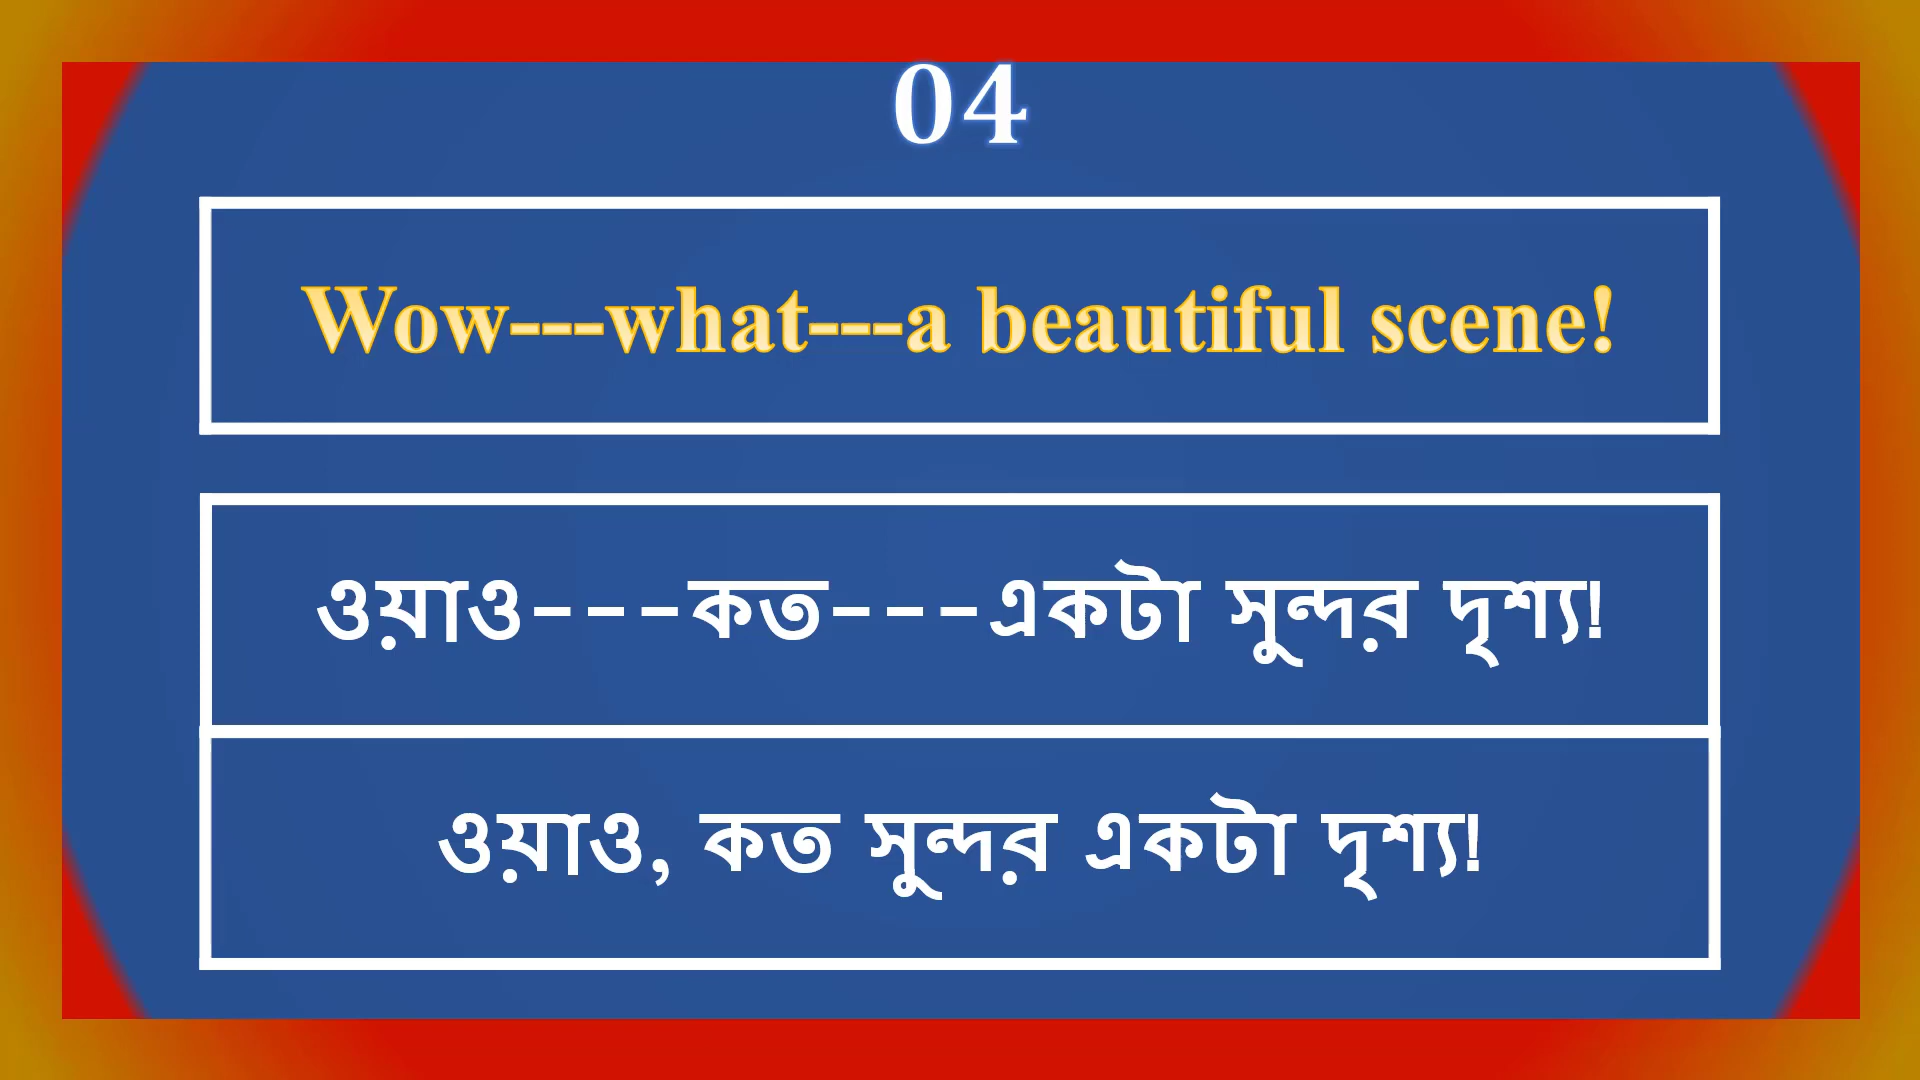 04
Wow---what---a beautiful scene!
ওয়াও---কত---একটা সুন্দর দৃশ্য!
ওয়াও, কত সুন্দর একটা দৃশ্য!